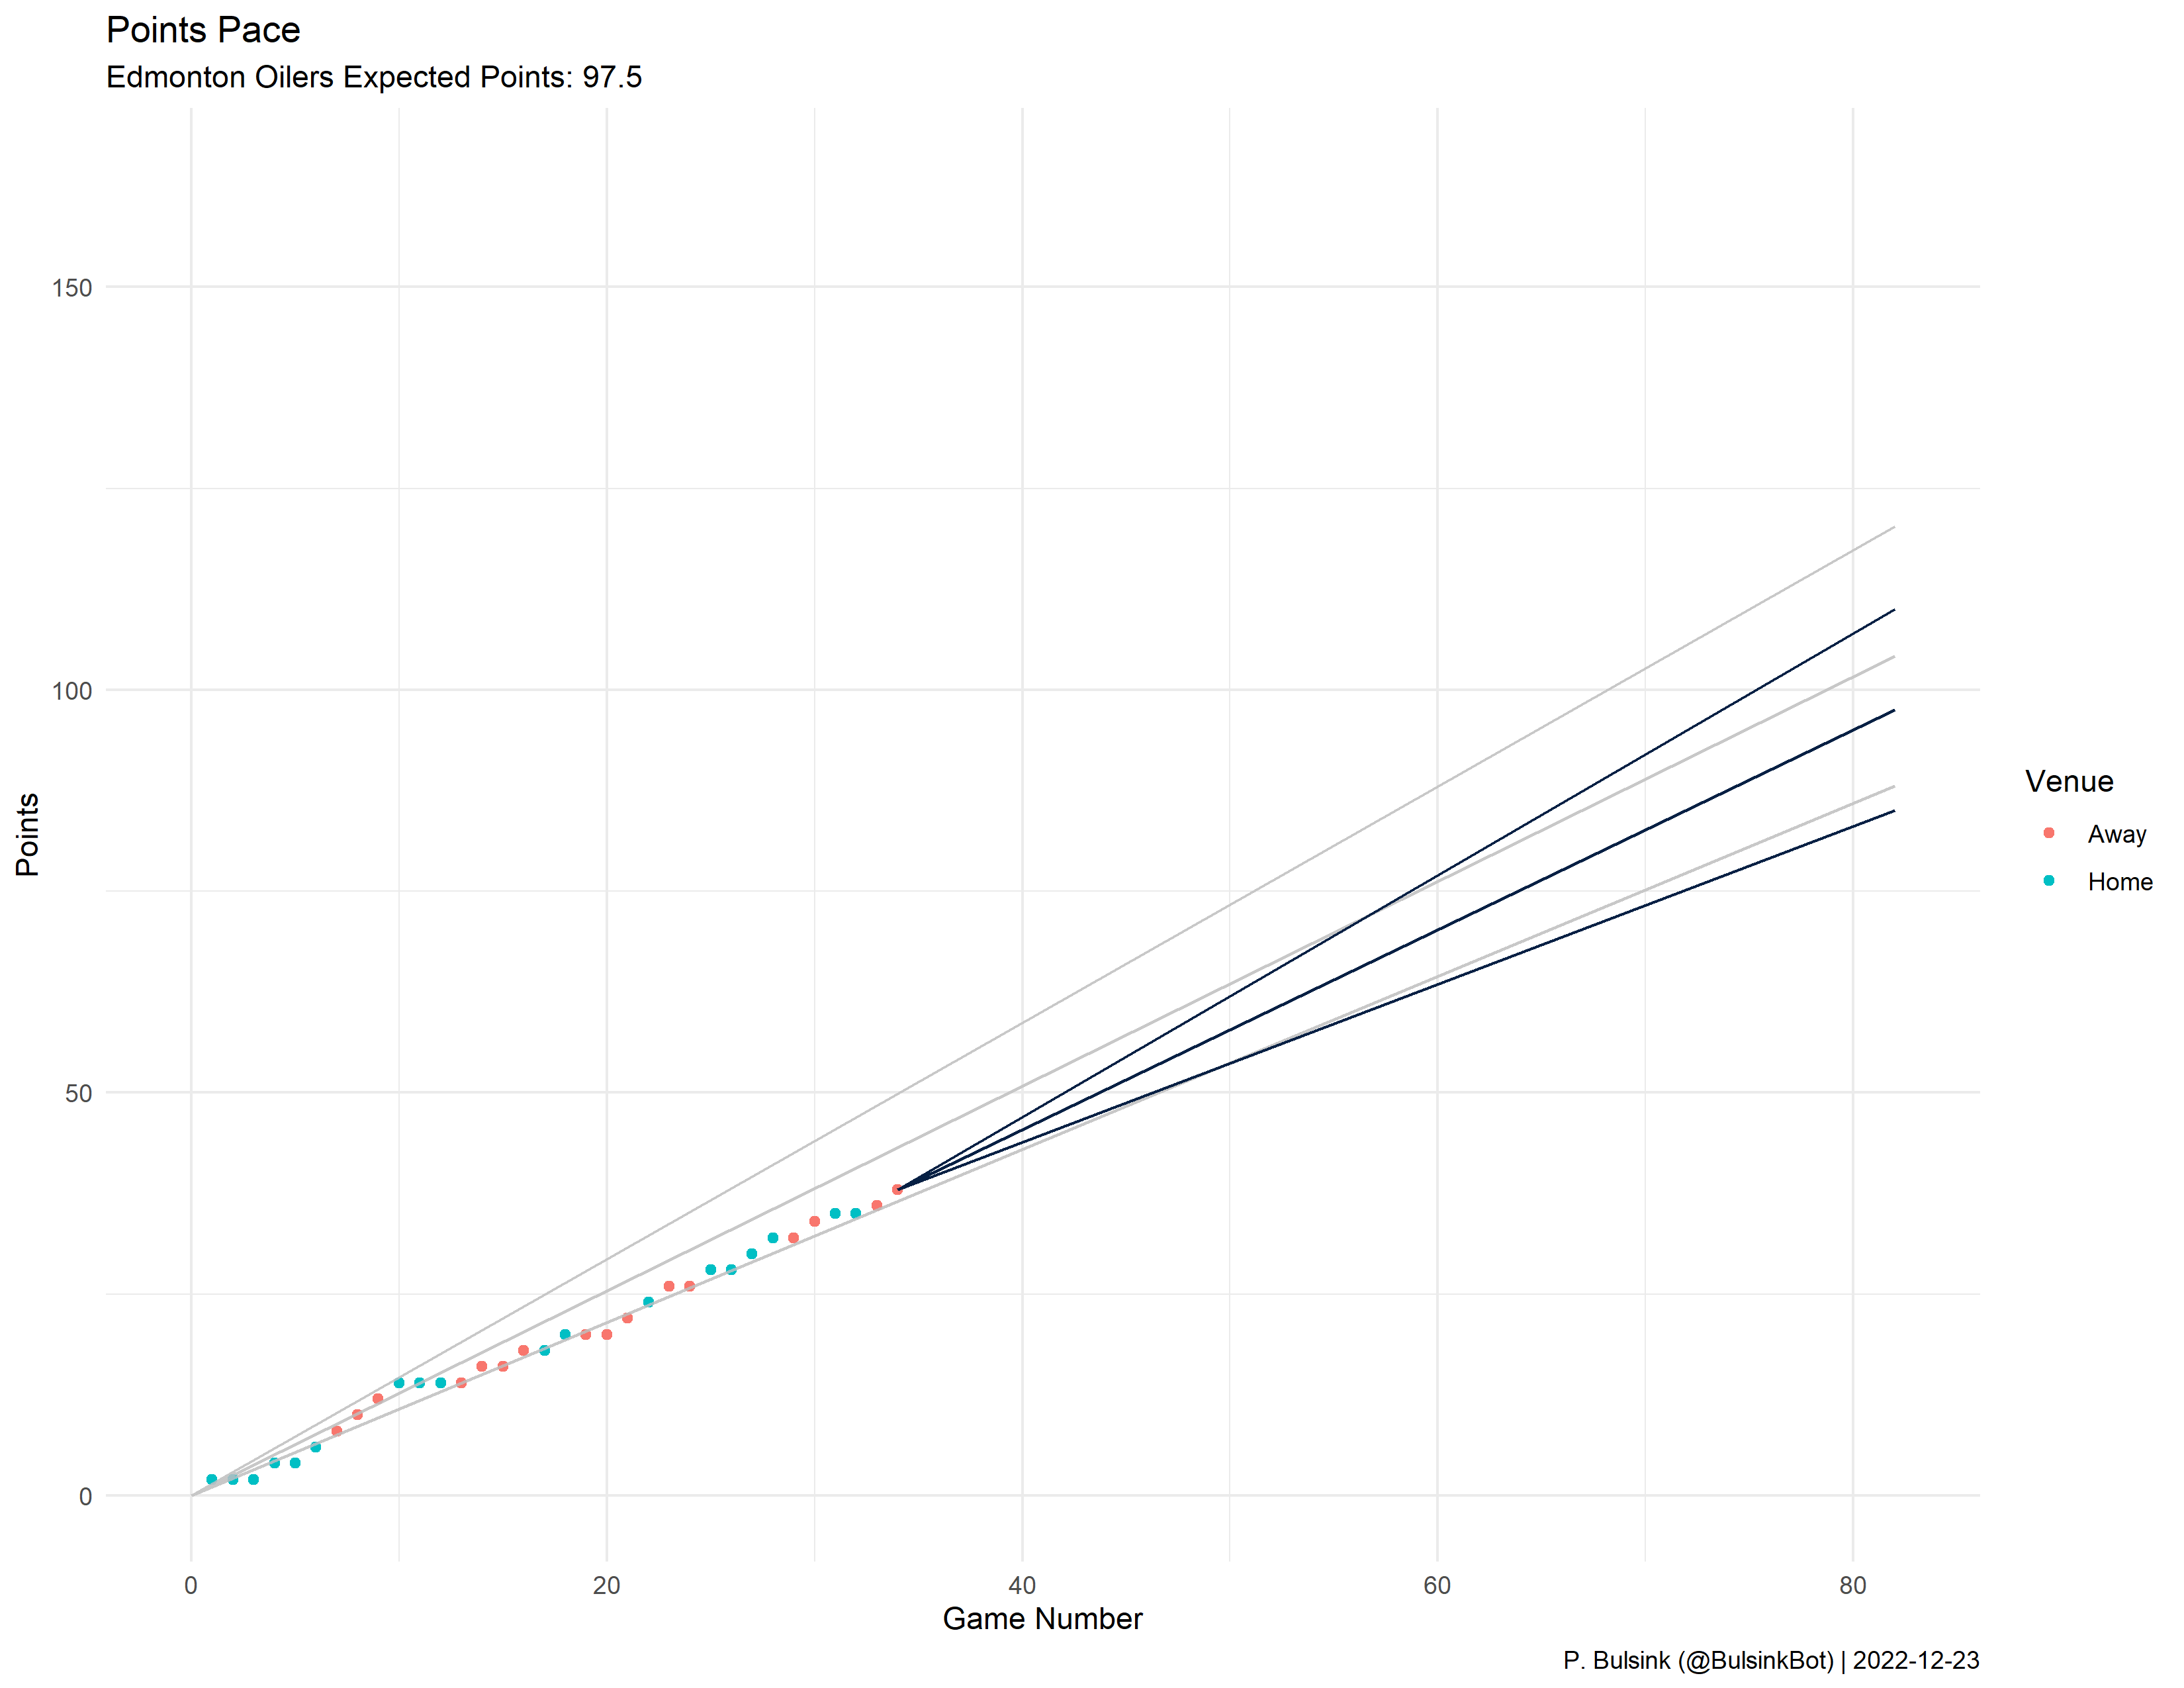 Points Pace
Edmonton Oilers Expected Points: 97.5
150
100
50
0
Points
0 20 40 60 80
Game Number
Venue
Away
Home
P. Bulsink (@BulsinkBot) | 2022-12-23